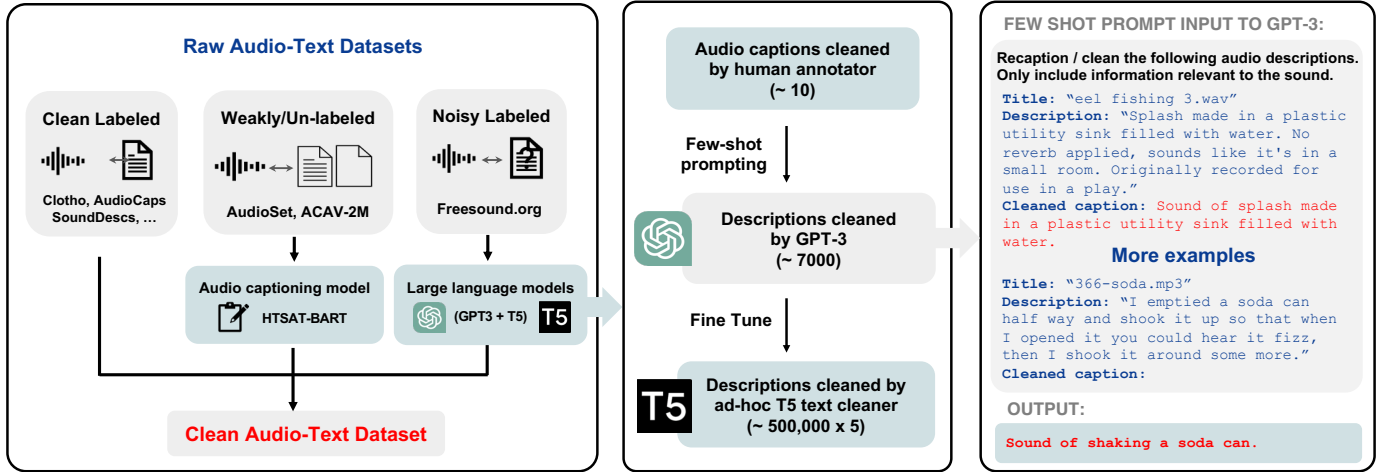 Raw Audio-Text Datasets
Clean Labeled
Clotho, AudioCaps
SoundDescs, ...
Weakly/Un-labeled
AudioSet, ACAV-2M
Noisy Labeled
?
Freesound.org
Audio captioning model
HTSAT-BART
Large language models
(GPT3 + T5)
T5
Clean Audio-Text Dataset
Audio captions cleaned
by human annotator
(~ 10)
Few-shot
prompting
Descriptions cleaned
by GPT-3
(~ 7000)
Fine Tune
T5
Descriptions cleaned by
ad-hoc T5 text cleaner
(~ 500,000 x 5)
FEW SHOT PROMPT INPUT TO GPT-3:
Recaption / clean the following audio descriptions.
Only include information relevant to the sound.
Title: “eel fishing 3.wav”
Description: “Splash made in a plastic
utility sink filled with water. No
reverb applied, sounds like it's in a
small room. Originally recorded for
use in a play.”
Cleaned caption: Sound of splash made
in a plastic utility sink filled with
water.
More examples
Title: “366-soda.mp3”
Description: “I emptied a soda can
half way and shook it up so that when
I opened it you could hear it fizz,
then I shook it around some more.”
Cleaned caption:
OUTPUT:
Sound of shaking a soda can.